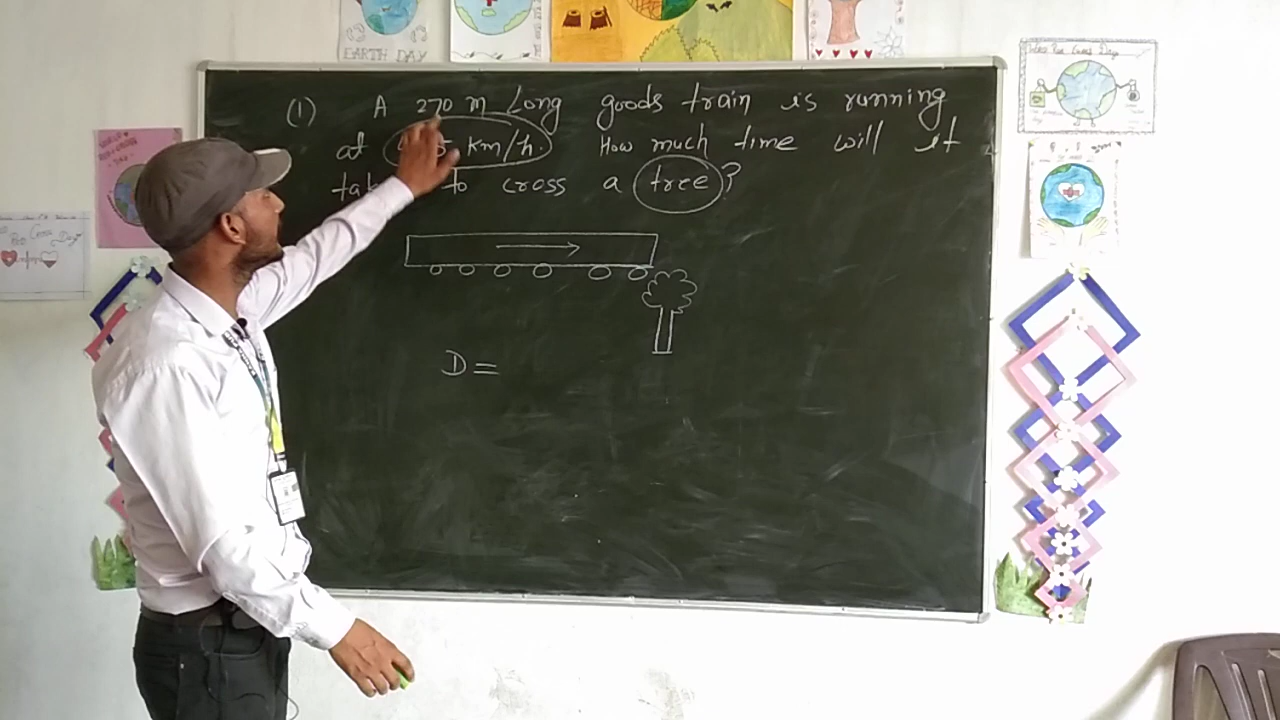 EARTH DAY
(1) A 270 m long goods train is running
at km/h. How much time will it
to cross a tree?
D =